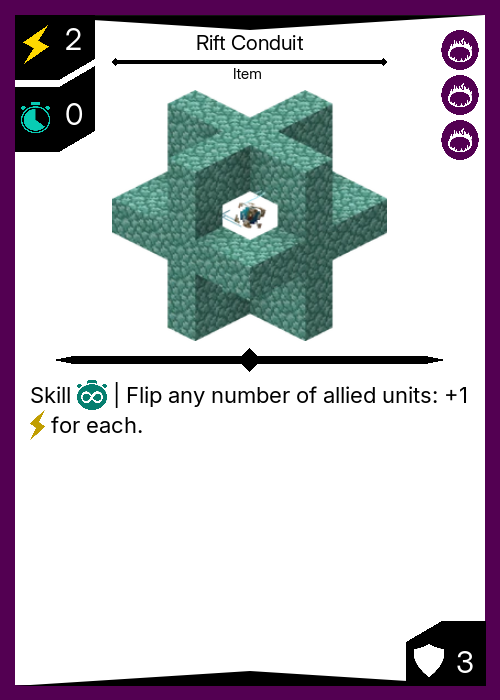 2
Rift Conduit
Item
0
Skill | Flip any number of allied units: +1
for each.
3